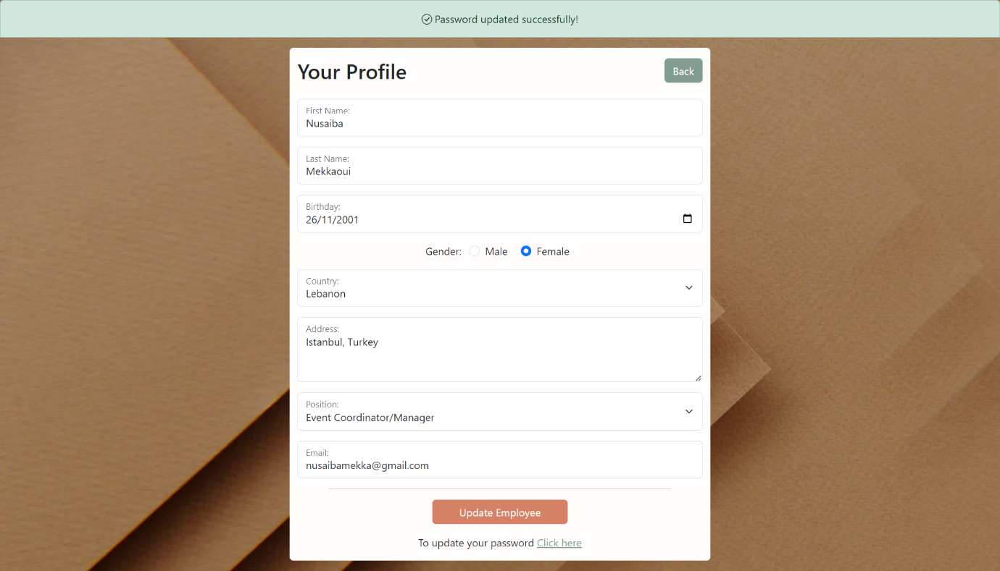 Password updated successfully!
Your Profile
Back
First Name:
Nusaiba
Last Name:
Mekkaoui
Birthday:
26/11/2001
Gender: Male Female
Country:
Lebanon
Address:
Istanbul, Turkey
Position:
Event Coordinator/Manager
Email:
nusaibamekka@gmail.com
Update Employee
To update your password Click here